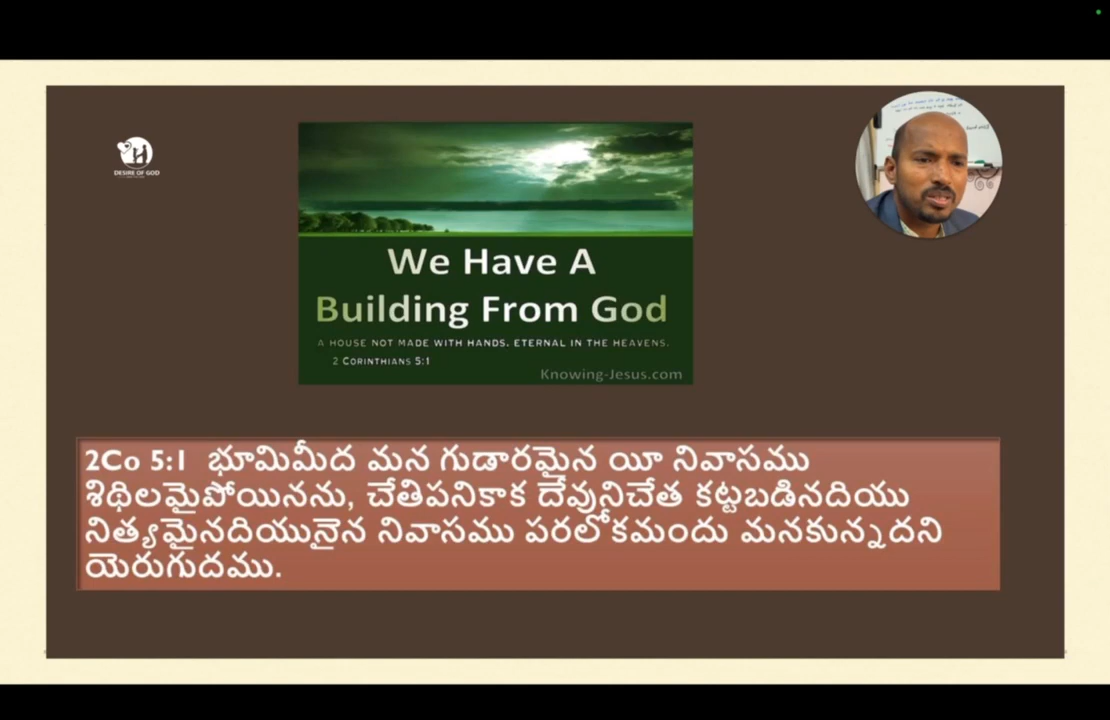 DESIRE OF GOD
We Have A
Building From God
A HOUSE NOT MADE WITH HANDS. ETERNAL IN THE HEAVENS.
2 CORINTHIANS 5:1
Knowing-Jesus.com
2Co 5:1 భూమిమీద మన గుడారమైన యీ నివాసము
శిథిలమైపోయినను, చేతిపనికాక దేవునిచేత కట్టబడినదియు
నిత్యమైనదియునైన నివాసము పరలోకమందు మనకున్నదని
యెరుగుదము.